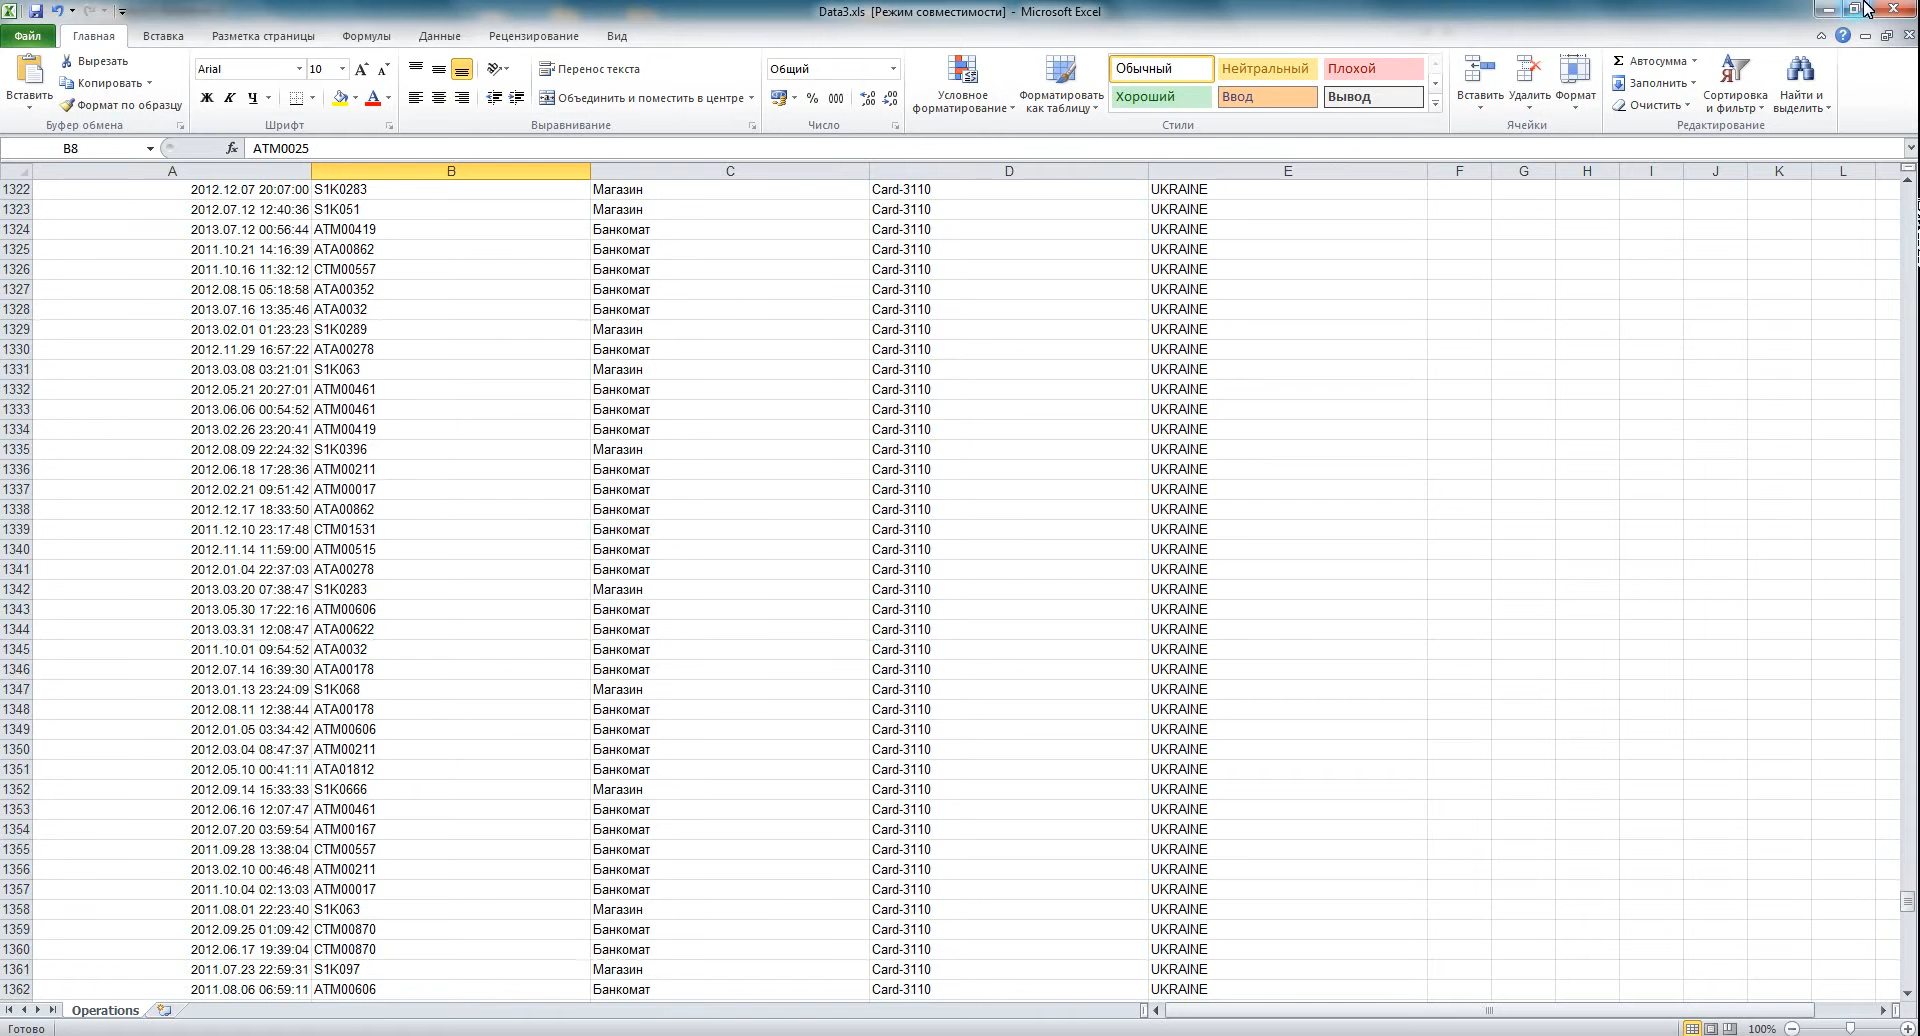 Data3.xls [Режим совместимости] - Microsoft Excel
Файл Главная Вставка Разметка страницы Формулы Данные Рецензирование Вид
Вставить
Вырезать
Копировать
Формат по образцу
Буфер обмена
Arial 10
Ж К Ч
Шрифт
Перенос текста
Объединить и поместить в центре
Выравнивание
Общий
% 000
Число
Условное форматирование
Форматировать как таблицу
Обычный Нейтральный Плохой
Хороший Ввод Вывод
Стили
Вставить Удалить Формат
Ячейки
Σ Автосумма
Заполнить
Очистить
Сортировка и фильтр
Найти и выделить
Редактирование
B8 fx ATM0025
A B C D E F G H I J K L
1322 2012.12.07 20:07:00 S1K0283 Магазин Card-3110 UKRAINE
1323 2012.07.12 12:40:36 S1K051 Магазин Card-3110 UKRAINE
1324 2013.07.12 00:56:44 ATM00419 Банкомат Card-3110 UKRAINE
1325 2011.10.21 14:16:39 ATA00862 Банкомат Card-3110 UKRAINE
1326 2011.10.16 11:32:12 CTM00557 Банкомат Card-3110 UKRAINE
1327 2012.08.15 05:18:58 ATA00352 Банкомат Card-3110 UKRAINE
1328 2013.07.16 13:35:46 ATA0032 Банкомат Card-3110 UKRAINE
1329 2013.02.01 01:23:23 S1K0289 Магазин Card-3110 UKRAINE
1330 2012.11.29 16:57:22 ATA00278 Банкомат Card-3110 UKRAINE
1331 2013.03.08 03:21:01 S1K063 Магазин Card-3110 UKRAINE
1332 2012.05.21 20:27:01 ATM00461 Банкомат Card-3110 UKRAINE
1333 2013.06.06 00:54:52 ATM00461 Банкомат Card-3110 UKRAINE
1334 2013.02.26 23:20:41 ATM00419 Банкомат Card-3110 UKRAINE
1335 2012.08.09 22:24:32 S1K0396 Магазин Card-3110 UKRAINE
1336 2012.06.18 17:28:36 ATM00211 Банкомат Card-3110 UKRAINE
1337 2012.02.21 09:51:42 ATM00017 Банкомат Card-3110 UKRAINE
1338 2012.12.17 18:33:50 ATA00862 Банкомат Card-3110 UKRAINE
1339 2011.12.10 23:17:48 CTM01531 Банкомат Card-3110 UKRAINE
1340 2012.11.14 11:59:00 ATM00515 Банкомат Card-3110 UKRAINE
1341 2012.01.04 22:37:03 ATA00278 Банкомат Card-3110 UKRAINE
1342 2013.03.20 07:38:47 S1K0283 Магазин Card-3110 UKRAINE
1343 2013.05.30 17:22:16 ATM00606 Банкомат Card-3110 UKRAINE
1344 2013.03.31 12:08:47 ATA00622 Банкомат Card-3110 UKRAINE
1345 2011.10.01 09:54:52 ATA0032 Банкомат Card-3110 UKRAINE
1346 2012.07.14 16:39:30 ATA00178 Банкомат Card-3110 UKRAINE
1347 2013.01.13 23:24:09 S1K068 Магазин Card-3110 UKRAINE
1348 2012.08.11 12:38:44 ATA00178 Банкомат Card-3110 UKRAINE
1349 2012.01.05 03:34:42 ATM00606 Банкомат Card-3110 UKRAINE
1350 2012.03.04 08:47:37 ATM00211 Банкомат Card-3110 UKRAINE
1351 2012.05.10 00:41:11 ATA01812 Банкомат Card-3110 UKRAINE
1352 2012.09.14 15:33:33 S1K0666 Магазин Card-3110 UKRAINE
1353 2012.06.16 12:07:47 ATM00461 Банкомат Card-3110 UKRAINE
1354 2012.07.20 03:59:54 ATM00167 Банкомат Card-3110 UKRAINE
1355 2011.09.28 13:38:04 CTM00557 Банкомат Card-3110 UKRAINE
1356 2013.02.10 00:46:48 ATM00211 Банкомат Card-3110 UKRAINE
1357 2011.10.04 02:13:03 ATM00017 Банкомат Card-3110 UKRAINE
1358 2011.08.01 22:23:40 S1K063 Магазин Card-3110 UKRAINE
1359 2012.09.25 01:09:42 CTM00870 Банкомат Card-3110 UKRAINE
1360 2012.06.17 19:39:04 CTM00870 Банкомат Card-3110 UKRAINE
1361 2011.07.23 22:59:31 S1K097 Магазин Card-3110 UKRAINE
1362 2011.08.06 06:59:11 ATM00606 Банкомат Card-3110 UKRAINE
Operations
Готово 100%